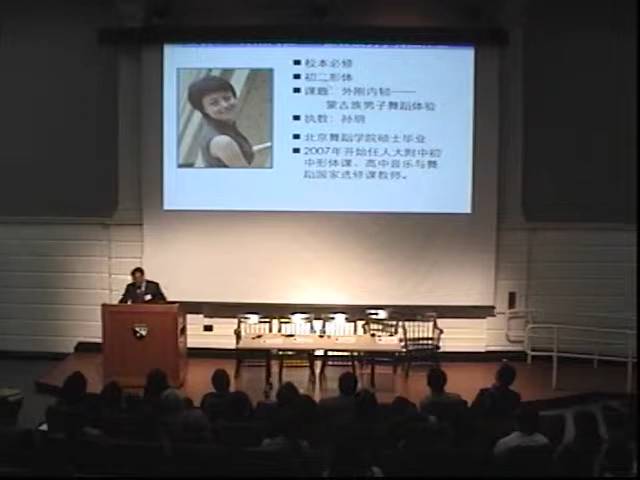 校本必修
初二形体
课题：外刚内韧——
蒙古族男子舞蹈体验
执教：孙玥
北京舞蹈学院硕士毕业
2007年开始任人大附中初
中形体课、高中音乐与舞
蹈国家选修课教师。